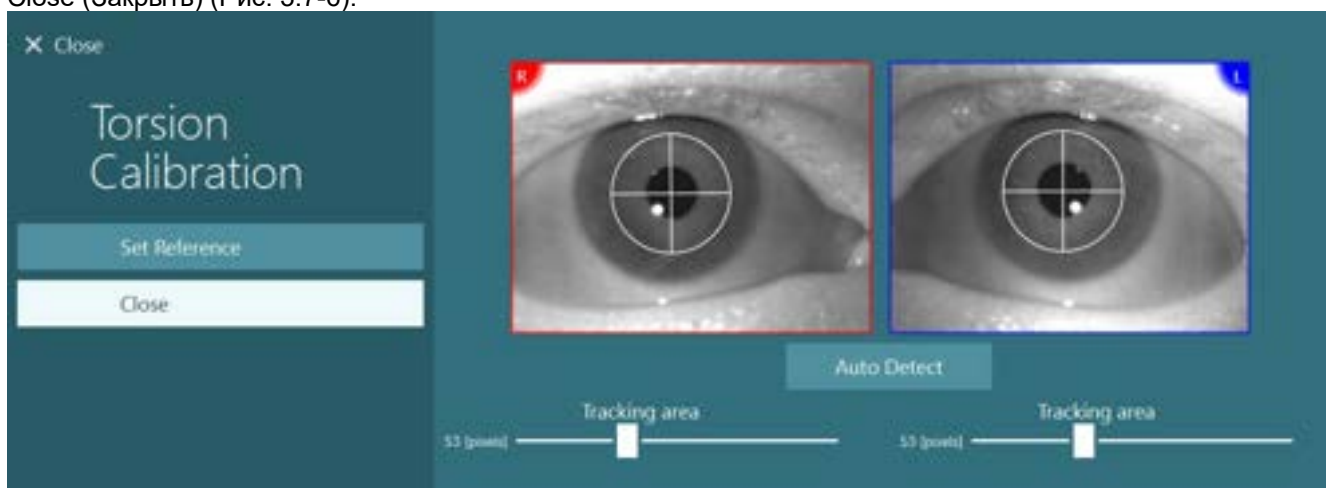 Close (Закрыть) (Рис. 5.7-6).
X Close
Torsion
Calibration
Set Reference
Close
R
L
Auto Detect
Tracking area
Tracking area
53 [pixels]
53 [pixels]